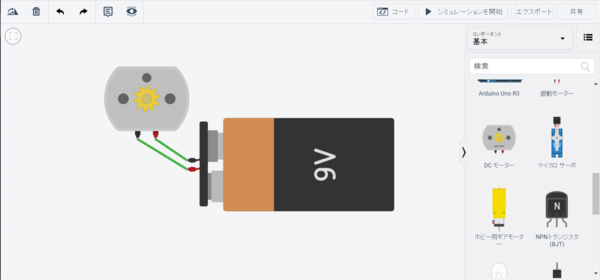 コード
シミュレーションを開始
エクスポート
共有
コンポーネント
基本
検索
Arduino Uno R3
振動モーター
DC モーター
マイクロ サーボ
ホビー用ギアモーター
NPNトランジスタ
(BJT)
N
9V